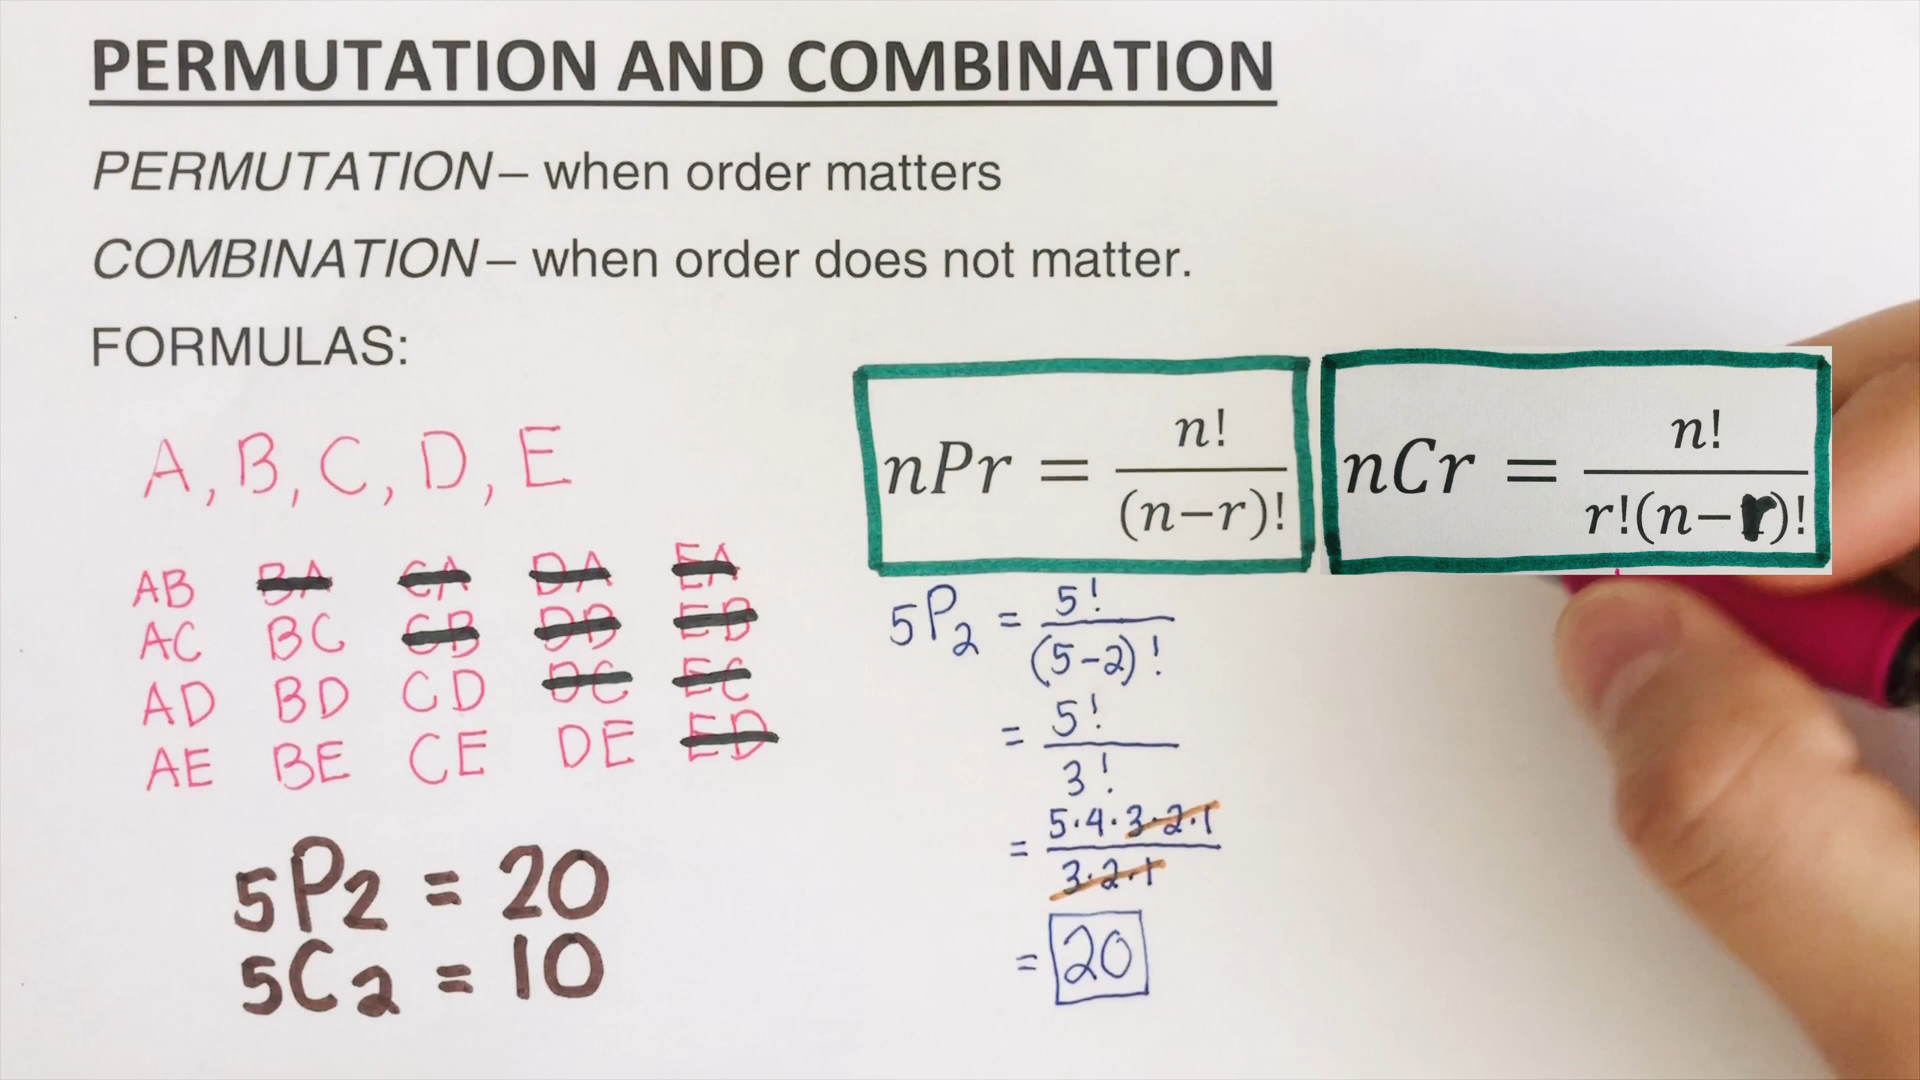 PERMUTATION AND COMBINATION
PERMUTATION – when order matters
COMBINATION – when order does not matter.
FORMULAS:
A, B, C, D, E
AB BA CA DA EA
AC BC CB DB EB
AD BD CD DC EC
AE BE CE DE ED
5P2 = 20
5C2 = 10
nPr = n! / (n−r)!
nCr = n! / r!(n−r)!
5P2 = 5! / (5-2)!
= 5! / 3!
= 5·4·3·2·1 / 3·2·1
= 20